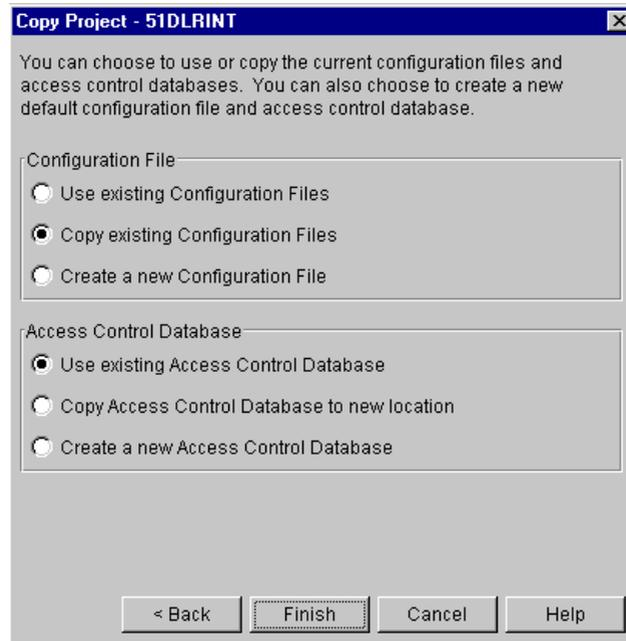 Copy Project - 51DLRINT
You can choose to use or copy the current configuration files and
access control databases. You can also choose to create a new
default configuration file and access control database.
Configuration File
Use existing Configuration Files
Copy existing Configuration Files
Create a new Configuration File
Access Control Database
Use existing Access Control Database
Copy Access Control Database to new location
Create a new Access Control Database
< Back Finish Cancel Help